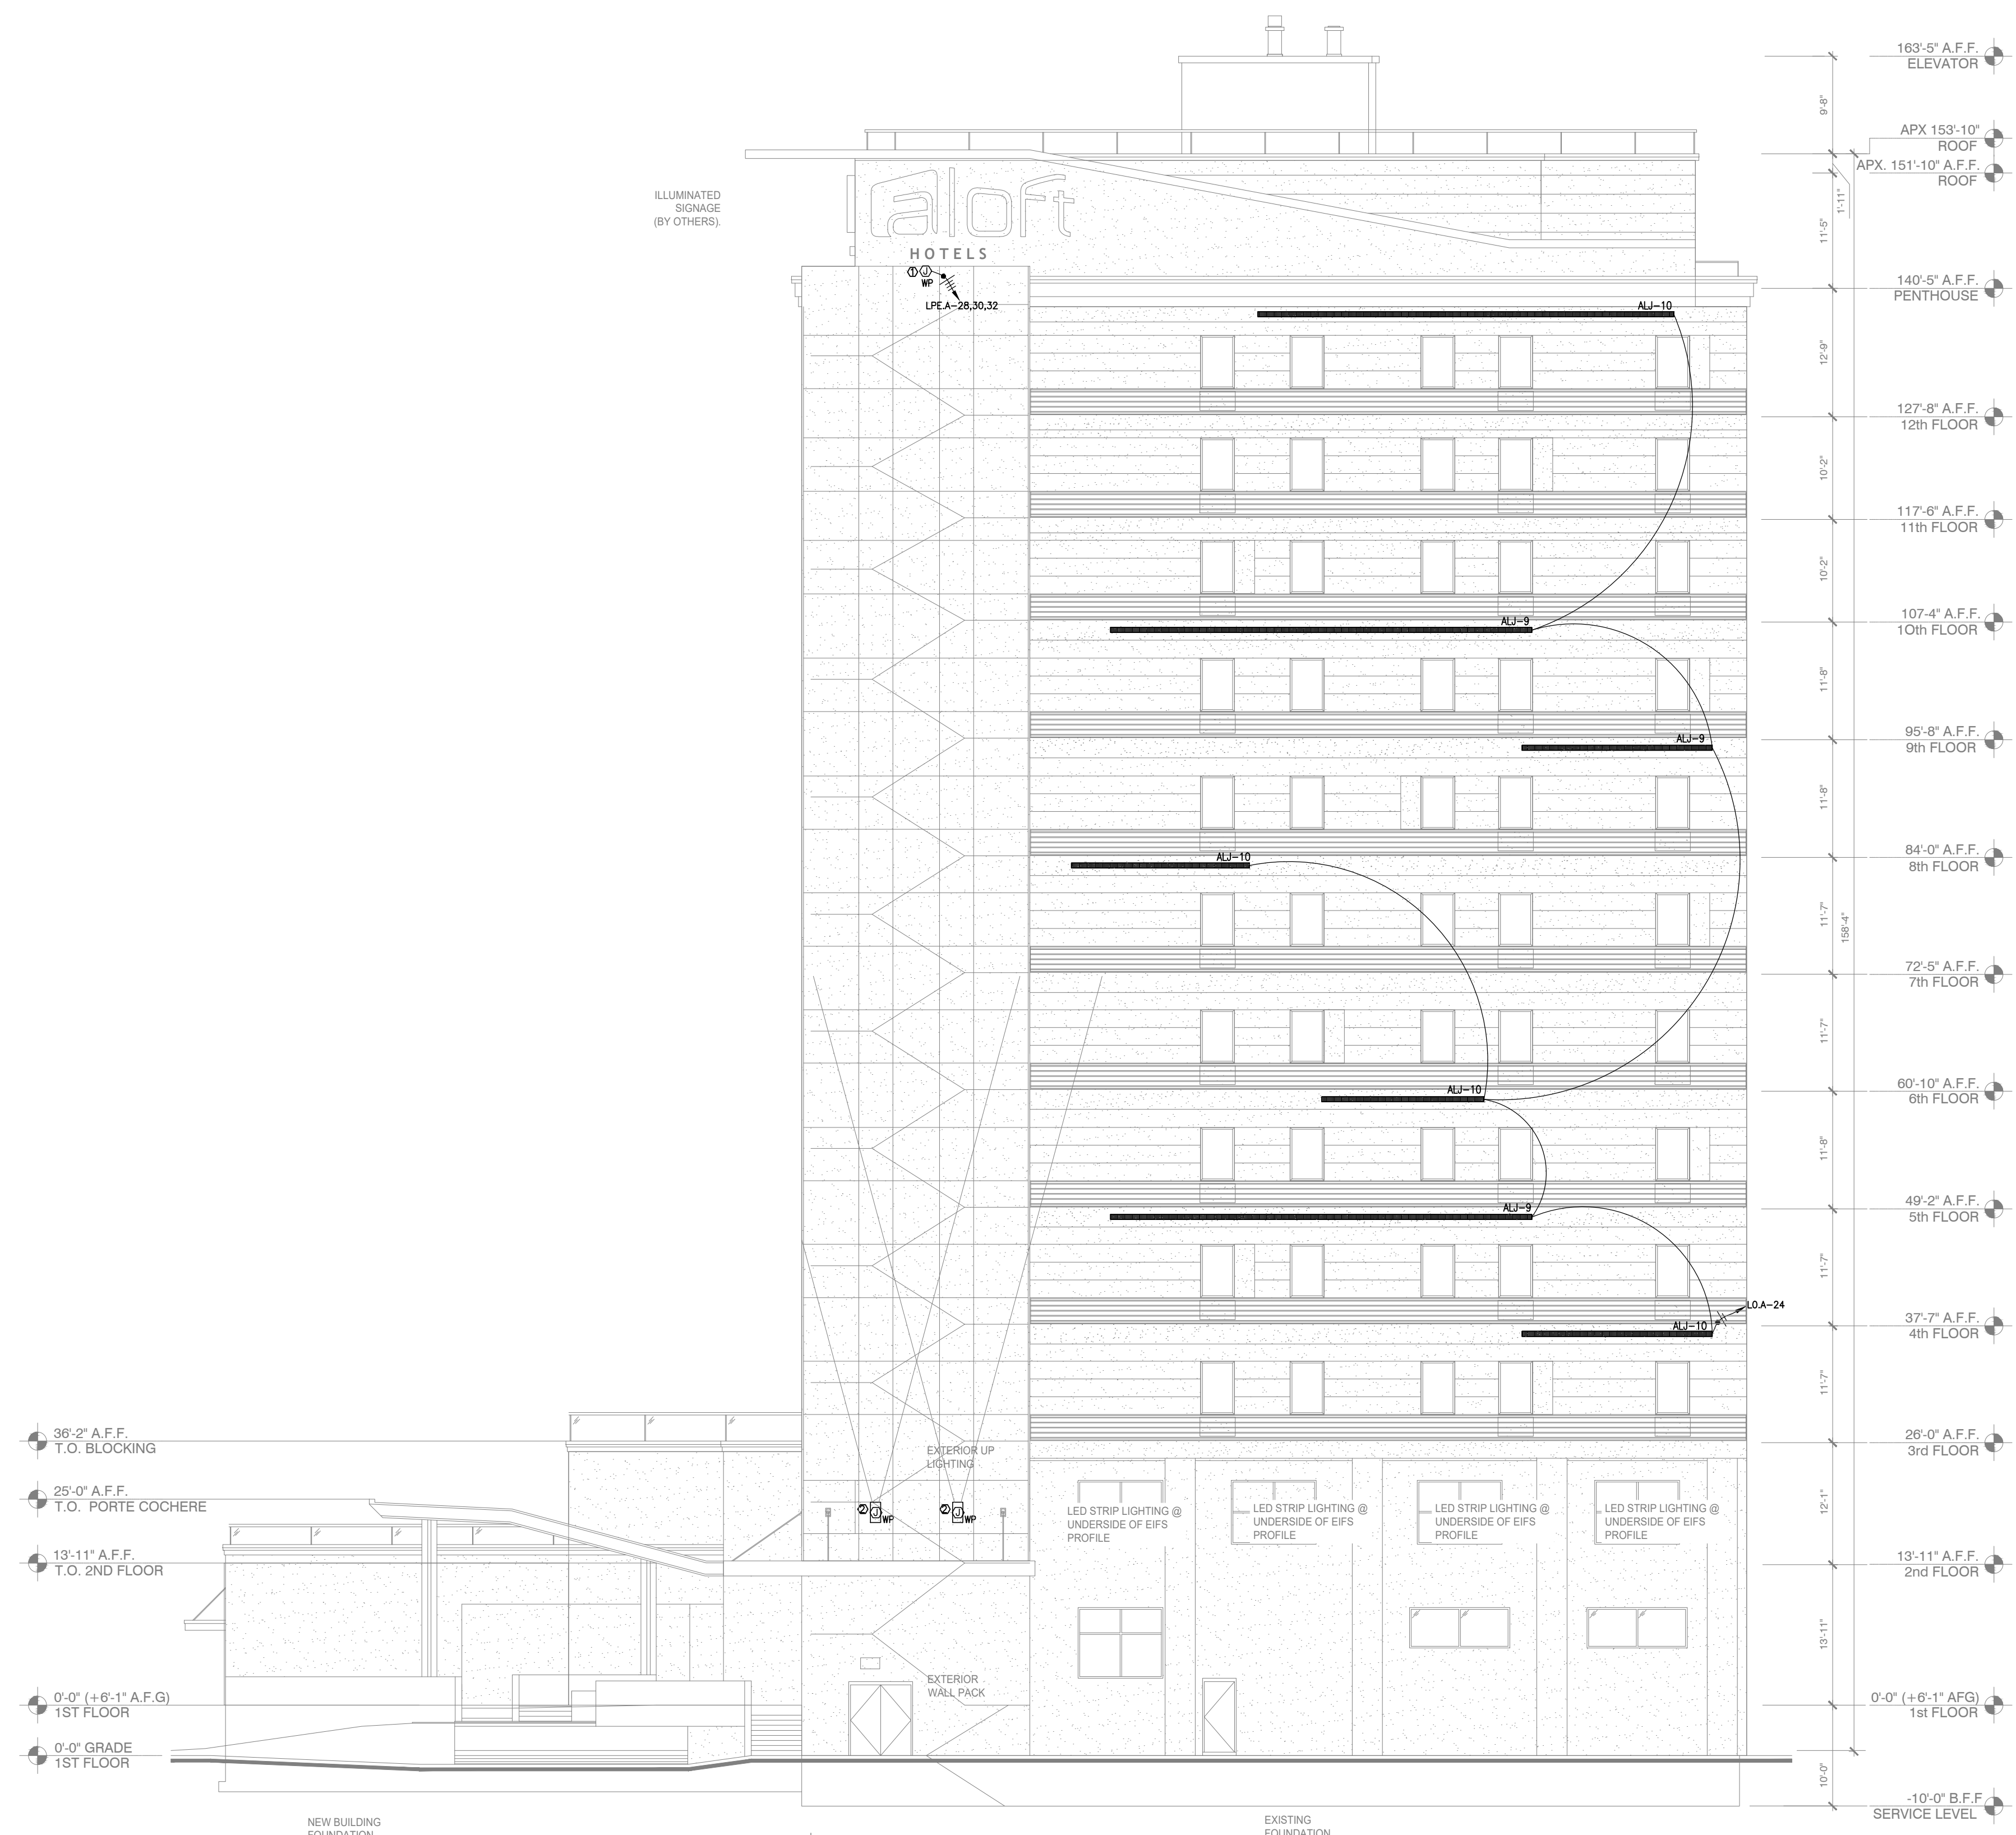 163'-5" A.F.F.
ELEVATOR
9'-8"
APX 153'-10"
ROOF
APX. 151'-10" A.F.F.
ROOF
1'-11"
11'-5"
ILLUMINATED
SIGNAGE
(BY OTHERS).
aloft
HOTELS
1 J
WP
LPE.A-28,30,32
140'-5" A.F.F.
PENTHOUSE
ALJ-10
12'-9"
127'-8" A.F.F.
12th FLOOR
10'-2"
117'-6" A.F.F.
11th FLOOR
10'-2"
107-4" A.F.F.
10th FLOOR
ALJ-9
11'-8"
95'-8" A.F.F.
9th FLOOR
ALJ-9
11'-8"
84'-0" A.F.F.
8th FLOOR
ALJ-10
11'-7"
158'-4"
72'-5" A.F.F.
7th FLOOR
11'-7"
60'-10" A.F.F.
6th FLOOR
ALJ-10
11'-8"
49'-2" A.F.F.
5th FLOOR
ALJ-9
11'-7"
LO.A-24
37'-7" A.F.F.
4th FLOOR
ALJ-10
11'-7"
36'-2" A.F.F.
T.O. BLOCKING
26'-0" A.F.F.
3rd FLOOR
EXTERIOR UP
LIGHTING
25'-0" A.F.F.
T.O. PORTE COCHERE
2 J WP
2 J WP
LED STRIP LIGHTING @
UNDERSIDE OF EIFS
PROFILE
LED STRIP LIGHTING @
UNDERSIDE OF EIFS
PROFILE
LED STRIP LIGHTING @
UNDERSIDE OF EIFS
PROFILE
LED STRIP LIGHTING @
UNDERSIDE OF EIFS
PROFILE
12'-1"
13'-11" A.F.F.
T.O. 2ND FLOOR
13'-11" A.F.F.
2nd FLOOR
13'-11"
EXTERIOR
WALL PACK
0'-0" (+6'-1" A.F.G)
1ST FLOOR
0'-0" (+6'-1" AFG)
1st FLOOR
0'-0" GRADE
1ST FLOOR
10'-0"
-10'-0" B.F.F
SERVICE LEVEL
NEW BUILDING
FOUNDATION
EXISTING
FOUNDATION